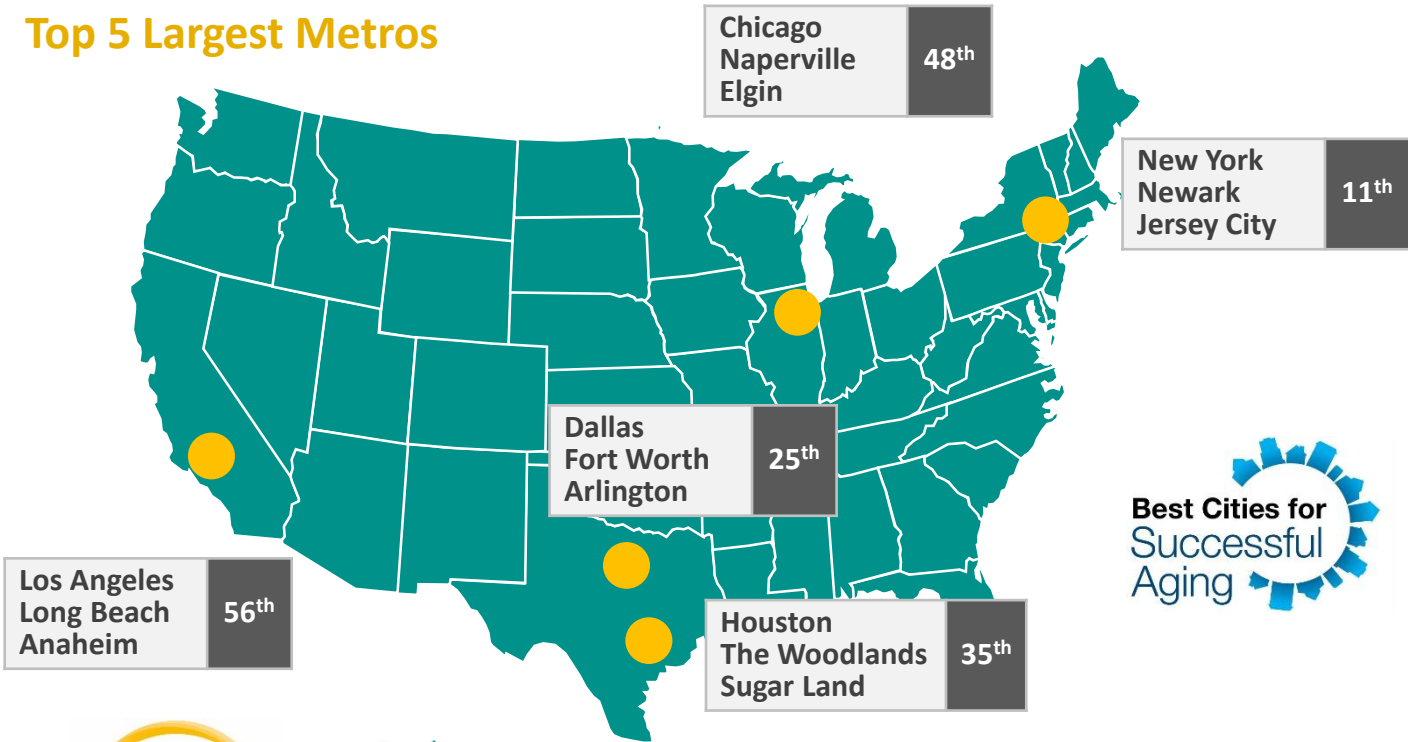 Top 5 Largest Metros
Chicago
Naperville
Elgin
48th
New York
Newark
Jersey City
11th
Dallas
Fort Worth
Arlington
25th
Best Cities for
Successful
Aging
Los Angeles
Long Beach
Anaheim
56th
Houston
The Woodlands
Sugar Land
35th